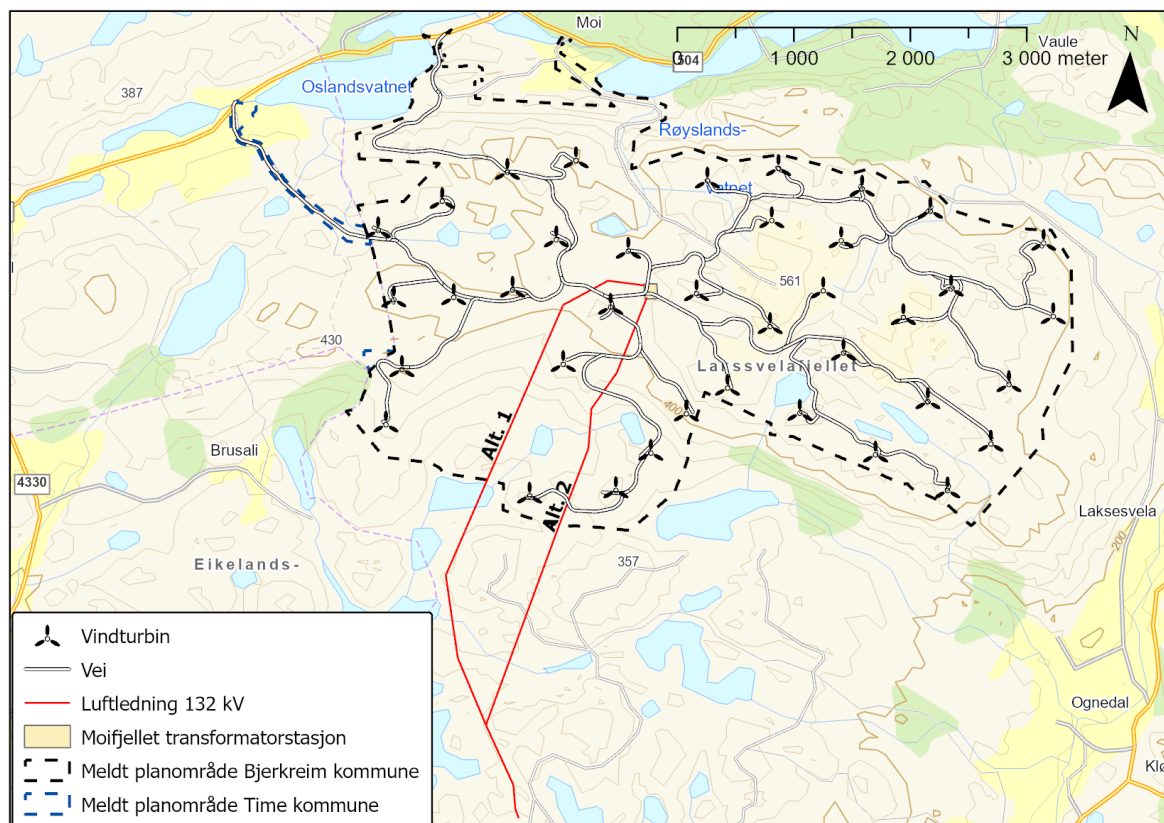 Moi
N
Vaule
504
0 1 000 2 000 3 000 meter
387
Oslandsvatnet
Røyslands-
vatnet
561
430
Larssvelafjellet
400
Alt. 1
Brusali
4330
Alt. 2
Laksesvela
200
357
Eikelands-
Ognedal
Klø
Vindturbin
Vei
Luftledning 132 kV
Moifjellet transformatorstasjon
Meldt planområde Bjerkreim kommune
Meldt planområde Time kommune